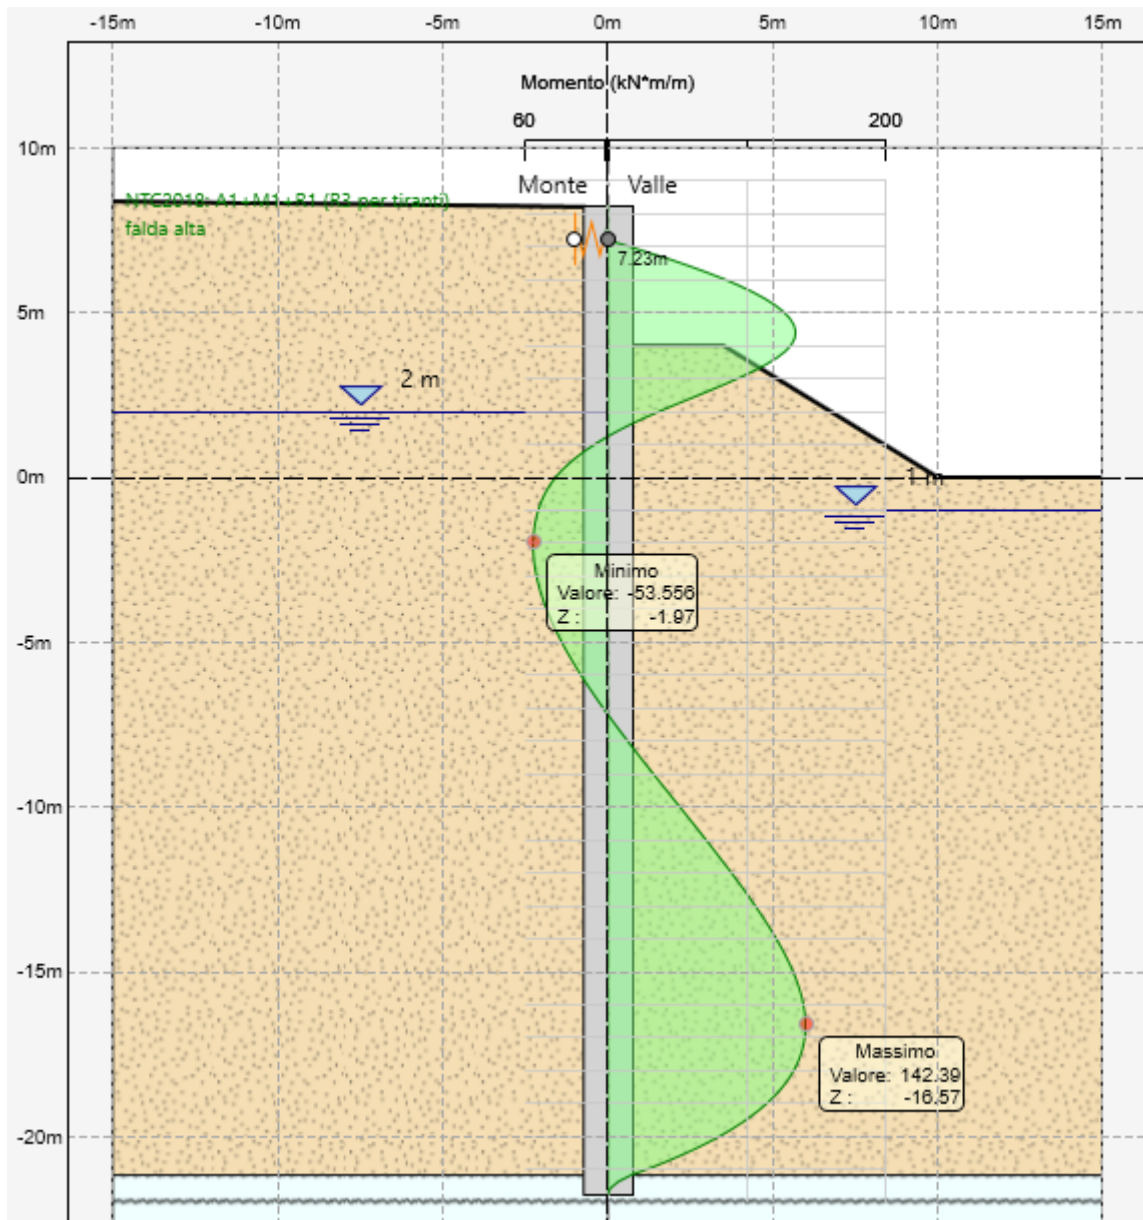 -15m -10m -5m 0m 5m 10m 15m
Momento (kN*m/m)
60 200
10m
Monte Valle
NTC2018: A1+M1+R1 (R3 per tiranti)
falda alta
7.23m
5m
2 m
0m
1 m
Minimo
Valore: -53.556
Z : -1.97
-5m
-10m
-15m
Massimo
Valore: 142.39
Z : -16.57
-20m